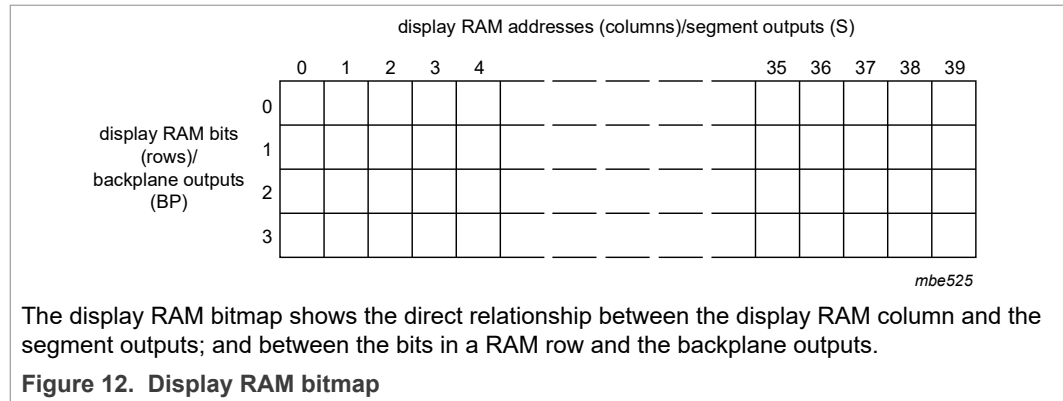 display RAM addresses (columns)/segment outputs (S)
0 1 2 3 4 35 36 37 38 39
0
display RAM bits
1
(rows)/
backplane outputs
2
(BP)
3
mbe525
The display RAM bitmap shows the direct relationship between the display RAM column and the
segment outputs; and between the bits in a RAM row and the backplane outputs.
Figure 12. Display RAM bitmap